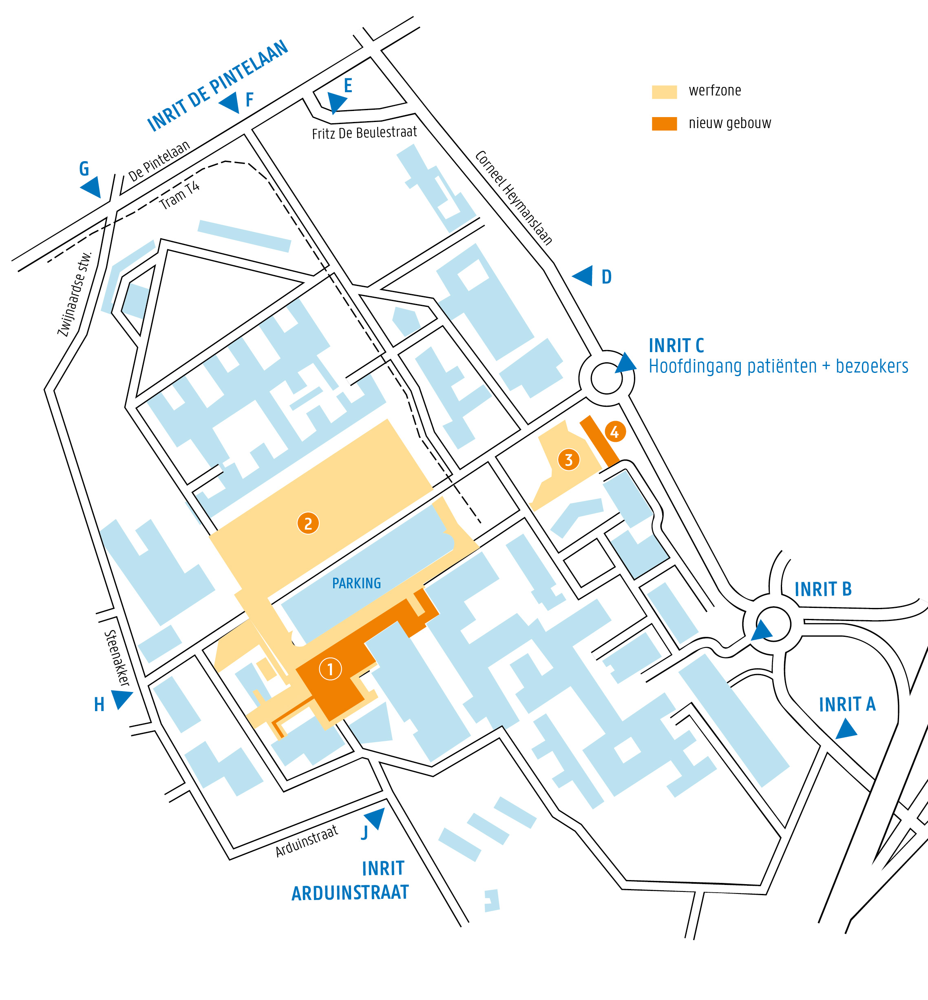 INRIT DE PINTELAAN
E
F
G
De Pintelaan
Tram T4
Fritz De Beulestraat
werfzone
nieuw gebouw
Corneel Heymanslaan
D
Zwijnaardse stw.
INRIT C
Hoofdingang patiënten + bezoekers
4
3
2
PARKING
INRIT B
Steenakker
1
H
INRIT A
J
Arduinstraat
INRIT
ARDUINSTRAAT